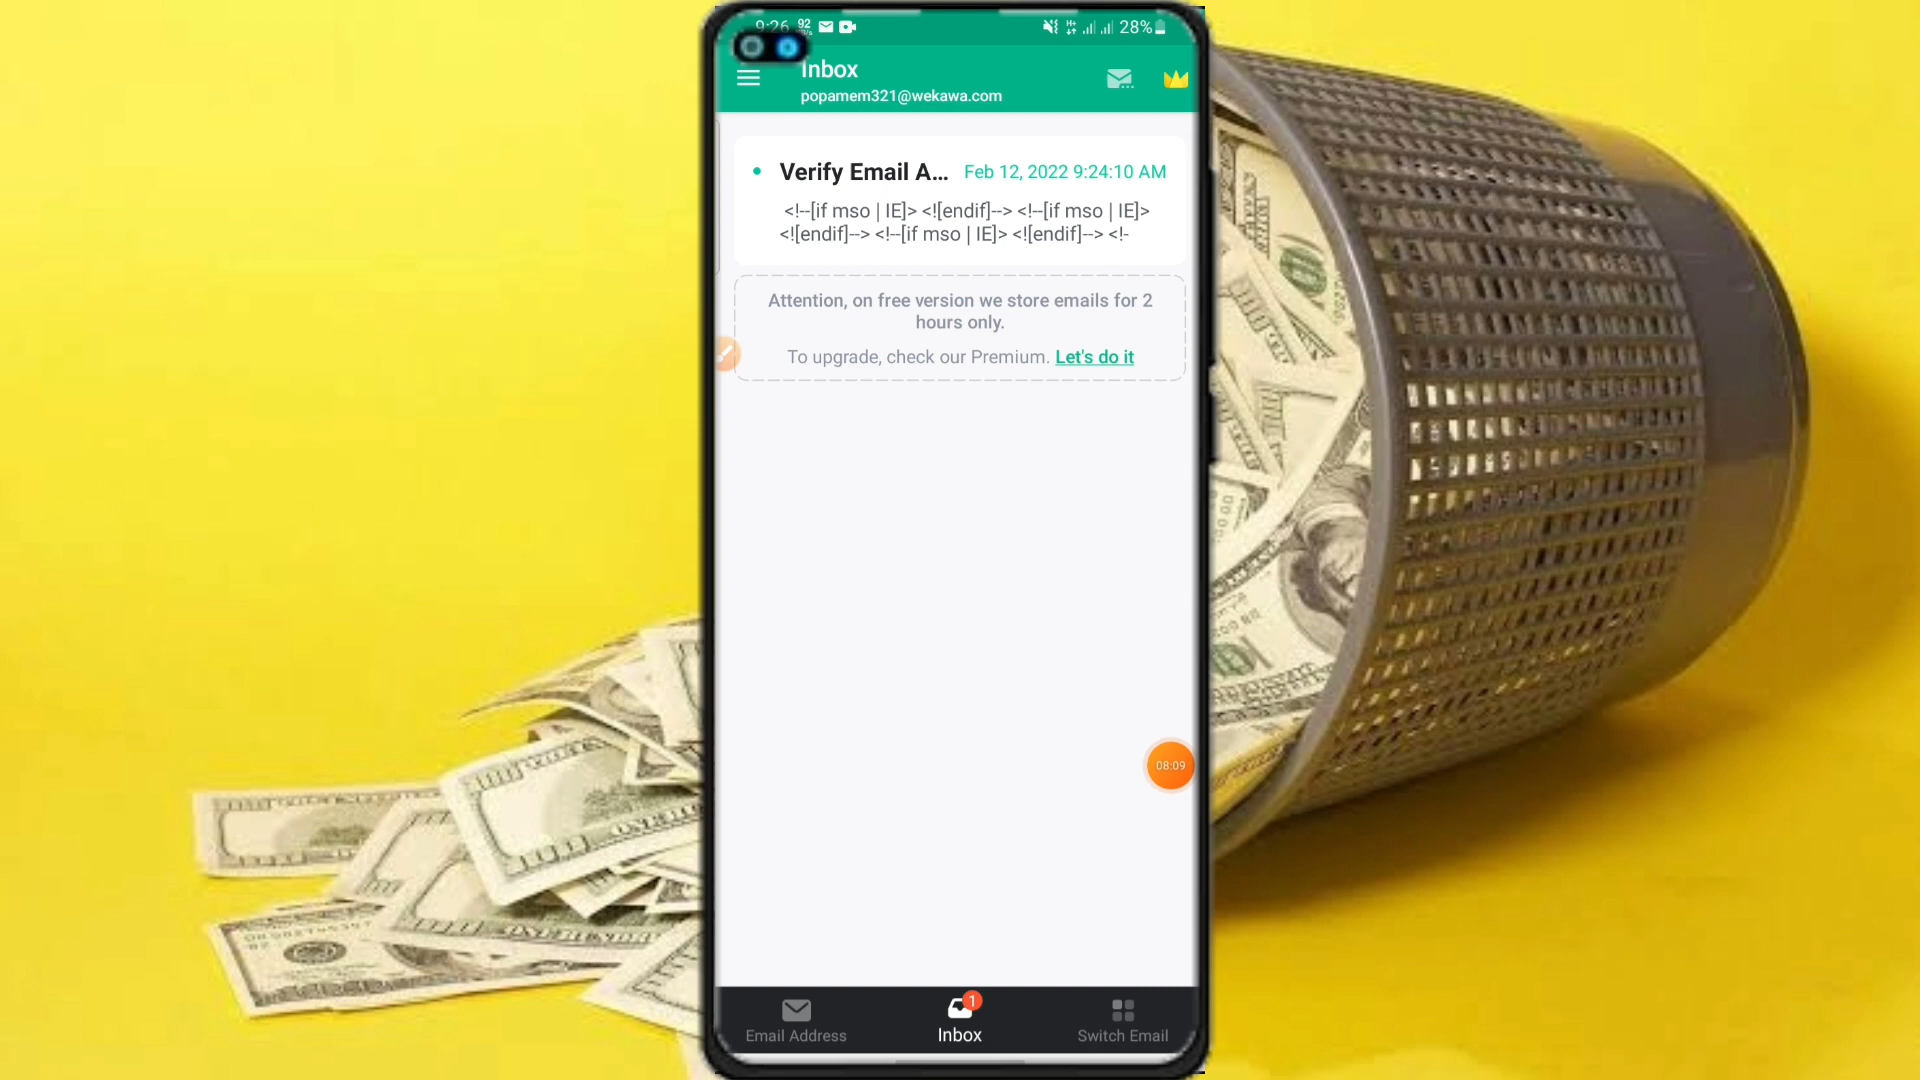 9:26 92 28%
Inbox
popamem321@wekawa.com
Verify Email A... Feb 12, 2022 9:24:10 AM
<!--[if mso | IE]> <![endif]--> <!--[if mso | IE]>
<![endif]--> <!--[if mso | IE]> <![endif]--> <!-
Attention, on free version we store emails for 2
hours only.
To upgrade, check our Premium. Let's do it
08:09
1
Email Address Inbox Switch Email